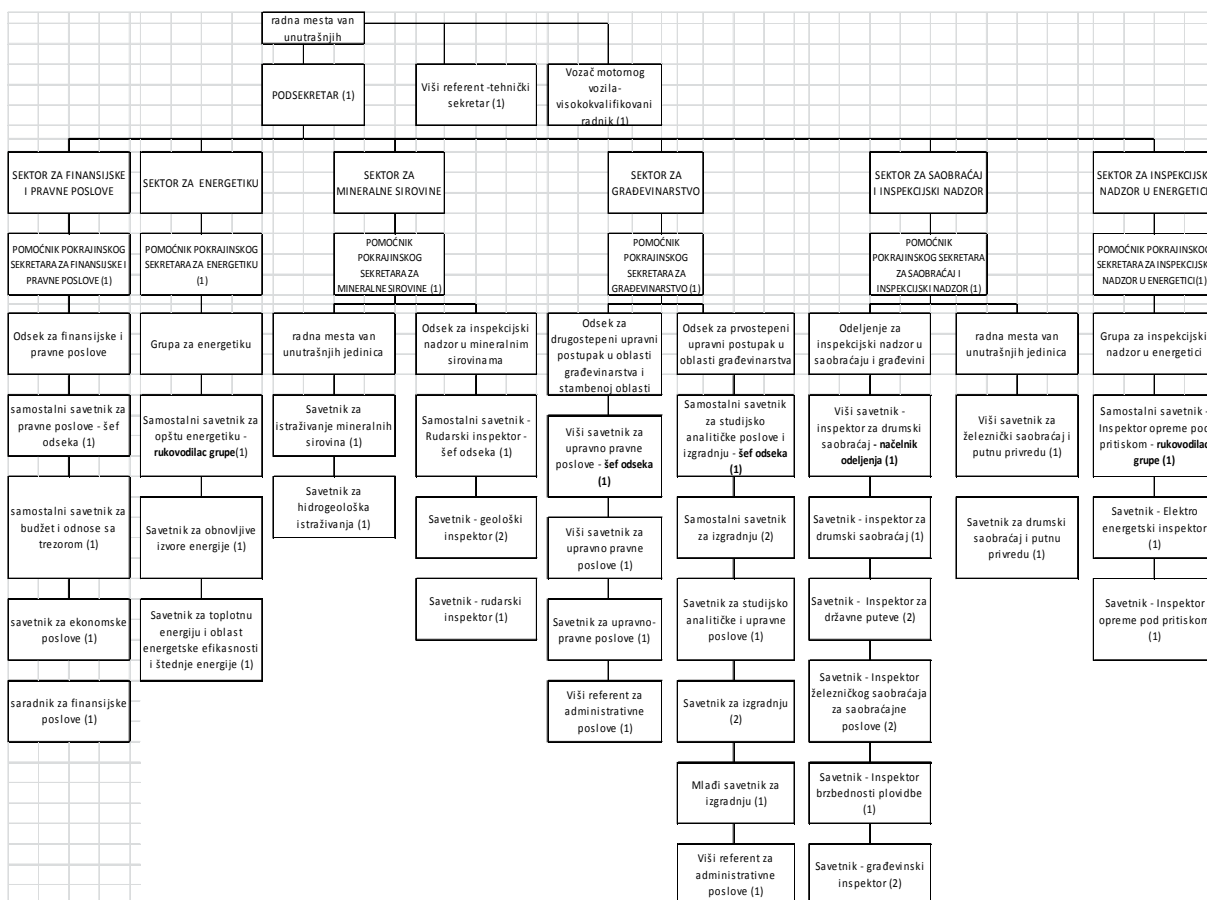 radna mesta van
unutrašnjih
PODSEKRETAR (1)
Viši referent -tehnički
sekretar (1)
Vozač motornog
vozila-
visokokvalifikovani
radnik (1)
SEKTOR ZA FINANSIJSKE
I PRAVNE POSLOVE
SEKTOR ZA ENERGETIKU
SEKTOR ZA
MINERALNE SIROVINE
SEKTOR ZA
GRAĐEVINARSTVO
SEKTOR ZA SAOBRAĆAJ
I INSPEKCIJSKI NADZOR
SEKTOR ZA INSPEKCIJSK
NADZOR U ENERGETICI
POMOĆNIK POKRAJINSKOG
SEKRETARA ZA FINANSIJSKE I
PRAVNE POSLOVE (1)
POMOĆNIK POKRAJINSKOG
SEKRETARA ZA ENERGETIKU
(1)
POMOĆNIK
POKRAJINSKOG
SEKRETARA ZA
MINERALNE SIROVINE (1)
POMOĆNIK
POKRAJINSKOG
SEKRETARA ZA
GRAĐEVINARSTVO (1)
POMOĆNIK
POKRAJINSKOG SEKRETARA
ZA SAOBRAĆAJ I
INSPEKCIJSKI NADZOR (1)
POMOĆNIK POKRAJINSKOG
SEKRETARA ZA INSPEKCIJSK
NADZOR U ENERGETICI(1)
Odsek za finansijske i
pravne poslove
Grupa za energetiku
radna mesta van
unutrašnjih jedinica
Odsek za inspekcijski
nadzor u mineralnim
sirovinama
Odsek za
drugostepeni upravni
postupak u oblasti
građevinarstva i
stambenoj oblasti
Odsek za prvostepeni
upravni postupak u
oblasti građevinarstva
Odeljenje za
inspekcijski nadzor u
saobraćaju i građevini
radna mesta van
unutrašnjih jedinica
Grupa za inspekcijski
nadzor u energetici
samostalni savetnik za
pravne poslove - šef
odseka (1)
Samostalni savetnik za
opštu energetiku -
rukovodilac grupe(1)
Savetnik za
istraživanje mineralnih
sirovina (1)
Samostalni savetnik -
Rudarski inspektor -
šef odseka (1)
Viši savetnik za
upravno pravne
poslove - šef odseka
(1)
Samostalni savetnik
za studijsko
analitičke poslove i
izgradnju - šef odseka
(1)
Viši savetnik -
inspektor za drumski
saobraćaj - načelnik
odeljenja (1)
Viši savetnik za
železnički saobraćaj i
putnu privredu (1)
Samostalni savetnik -
Inspektor opreme pod
pritiskom - rukovodilac
grupe (1)
samostalni savetnik za
budžet i odnose sa
trezorom (1)
Savetnik za obnovljive
izvore energije (1)
Savetnik za
hidrogeološka
istraživanja (1)
Savetnik - geološki
inspektor (2)
Viši savetnik za
upravno pravne
poslove (1)
Samostalni savetnik
za izgradnju (2)
Savetnik - inspektor za
drumski saobraćaj (1)
Savetnik za drumski
saobraćaj i putnu
privredu (1)
Savetnik - Elektro
energetski inspektor
(1)
savetnik za ekonomske
poslove (1)
Savetnik za toplotnu
energiju i oblast
energetske efikasnosti
i štednje energije (1)
Savetnik - rudarski
inspektor (1)
Savetnik za upravno-
pravne poslove (1)
Savetnik za studijsko
analitičke i upravne
poslove (1)
Savetnik - Inspektor za
državne puteve (2)
Savetnik - Inspektor
opreme pod pritiskom
(1)
saradnik za finansijske
poslove (1)
Viši referent za
administrativne
poslove (1)
Savetnik za izgradnju
(2)
Savetnik - Inspektor
železničkog saobraćaja
za saobraćajne
poslove (2)
Mlađi savetnik za
izgradnju (1)
Savetnik - Inspektor
brzbednosti plovidbe
(1)
Viši referent za
administrativne
poslove (1)
Savetnik - građevinski
inspektor (2)